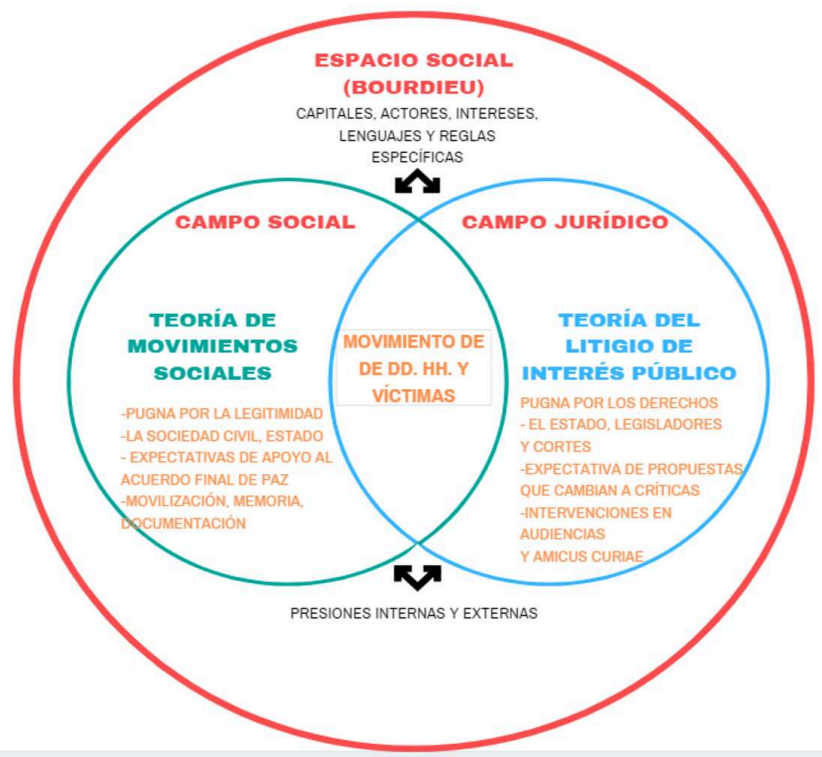 ESPACIO SOCIAL
(BOURDIEU)
CAPITALES, ACTORES, INTERESES,
LENGUAJES Y REGLAS
ESPECÍFICAS
CAMPO SOCIAL
CAMPO JURÍDICO
TEORÍA DE
MOVIMIENTOS
SOCIALES
-PUGNA POR LA LEGITIMIDAD
-LA SOCIEDAD CIVIL, ESTADO
- EXPECTATIVAS DE APOYO AL
ACUERDO FINAL DE PAZ
-MOVILIZACIÓN, MEMORIA,
DOCUMENTACIÓN
MOVIMIENTO DE
DE DD. HH. Y
VÍCTIMAS
TEORÍA DEL
LITIGIO DE
INTERÉS PÚBLICO
PUGNA POR LOS DERECHOS
- EL ESTADO, LEGISLADORES
Y CORTES
-EXPECTATIVA DE PROPUESTAS
QUE CAMBIAN A CRÍTICAS
-INTERVENCIONES EN
AUDIENCIAS
Y AMICUS CURIAE
PRESIONES INTERNAS Y EXTERNAS